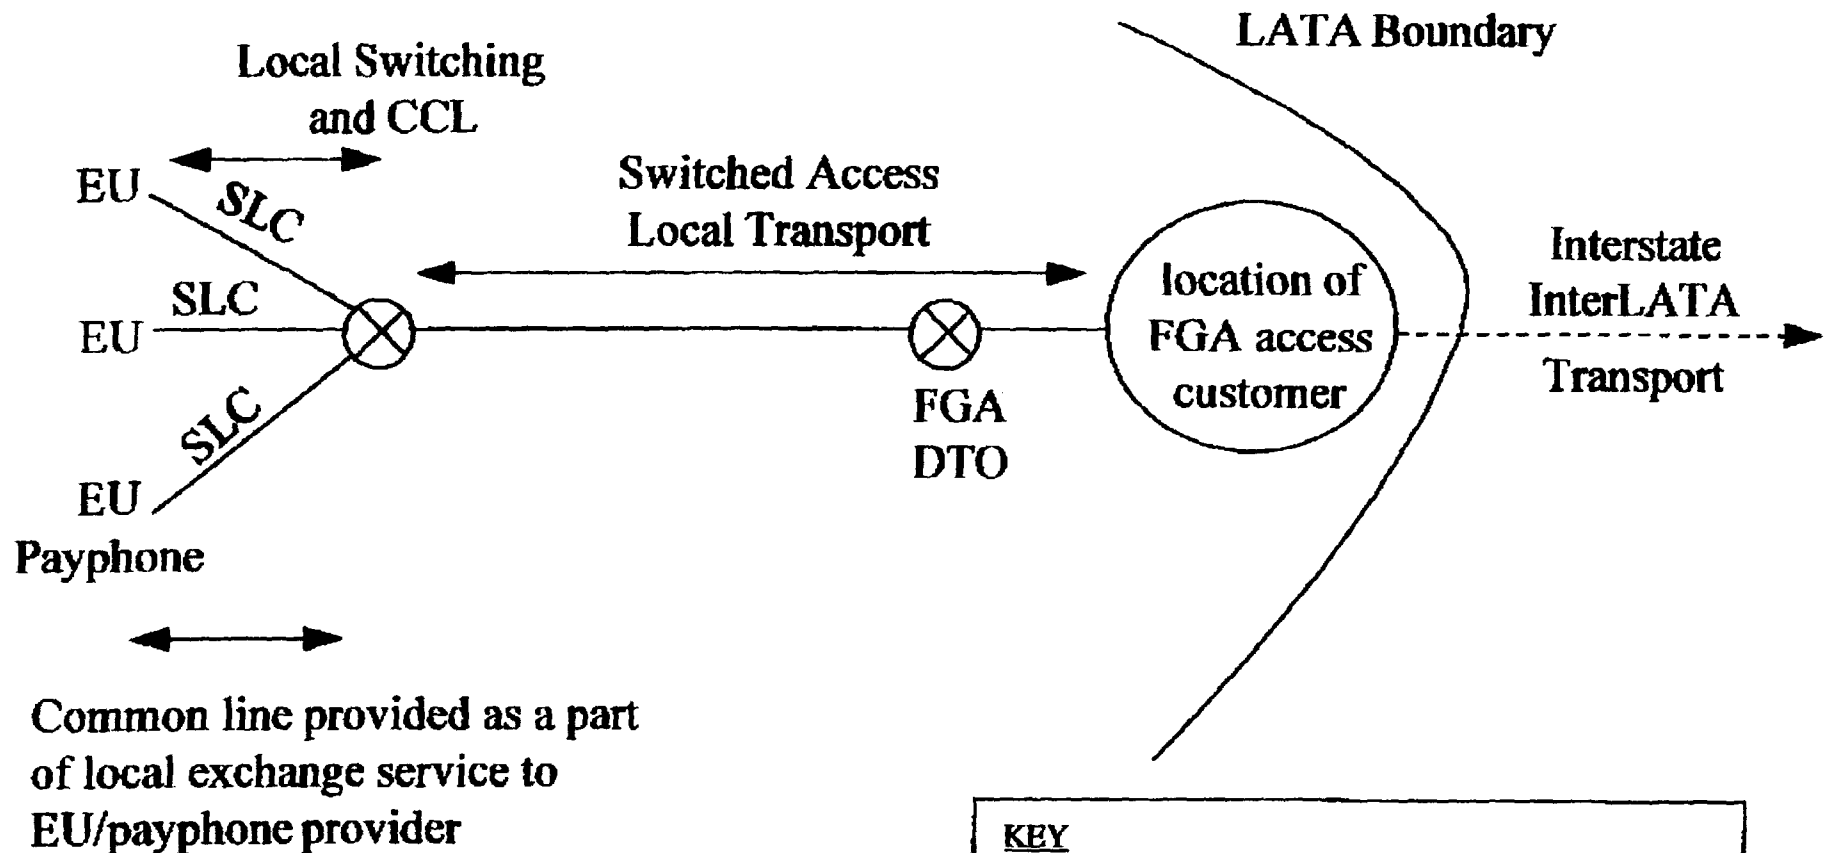 LATA Boundary
Local Switching
and CCL
Switched Access
Local Transport
EU
SLC
EU
SLC
EU
SLC
Payphone
FGA
DTO
location of
FGA access
customer
Interstate
InterLATA
Transport
Common line provided as a part
of local exchange service to
EU/payphone provider
KEY